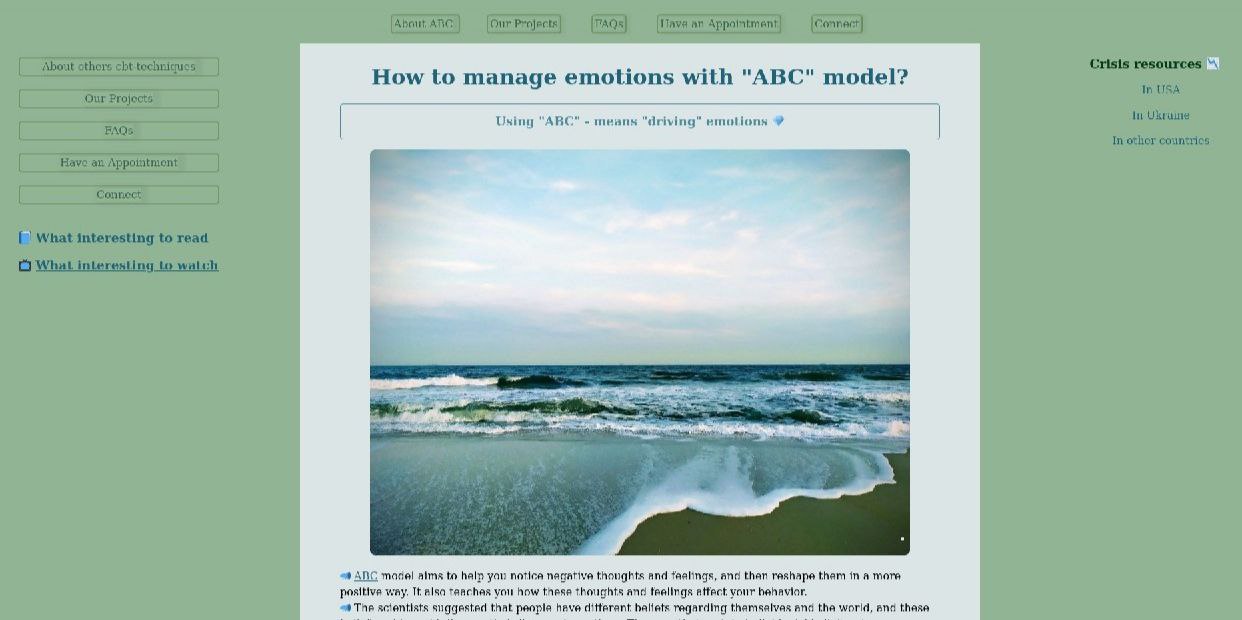 About ABC
Our Projects
FAQs
Have an Appointment
Connect
About others cbt techniques
Our Projects
FAQs
Have an Appointment
Connect
What interesting to read
What interesting to watch
How to manage emotions with "ABC" model?
Using "ABC" - means "driving" emotions
ABC model aims to help you notice negative thoughts and feelings, and then reshape them in a more
positive way. It also teaches you how these thoughts and feelings affect your behavior.
The scientists suggested that people have different beliefs regarding themselves and the world, and these
Crisis resources
In USA
In Ukraine
In other countries